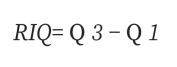 RIQ= Q 3 − Q 1